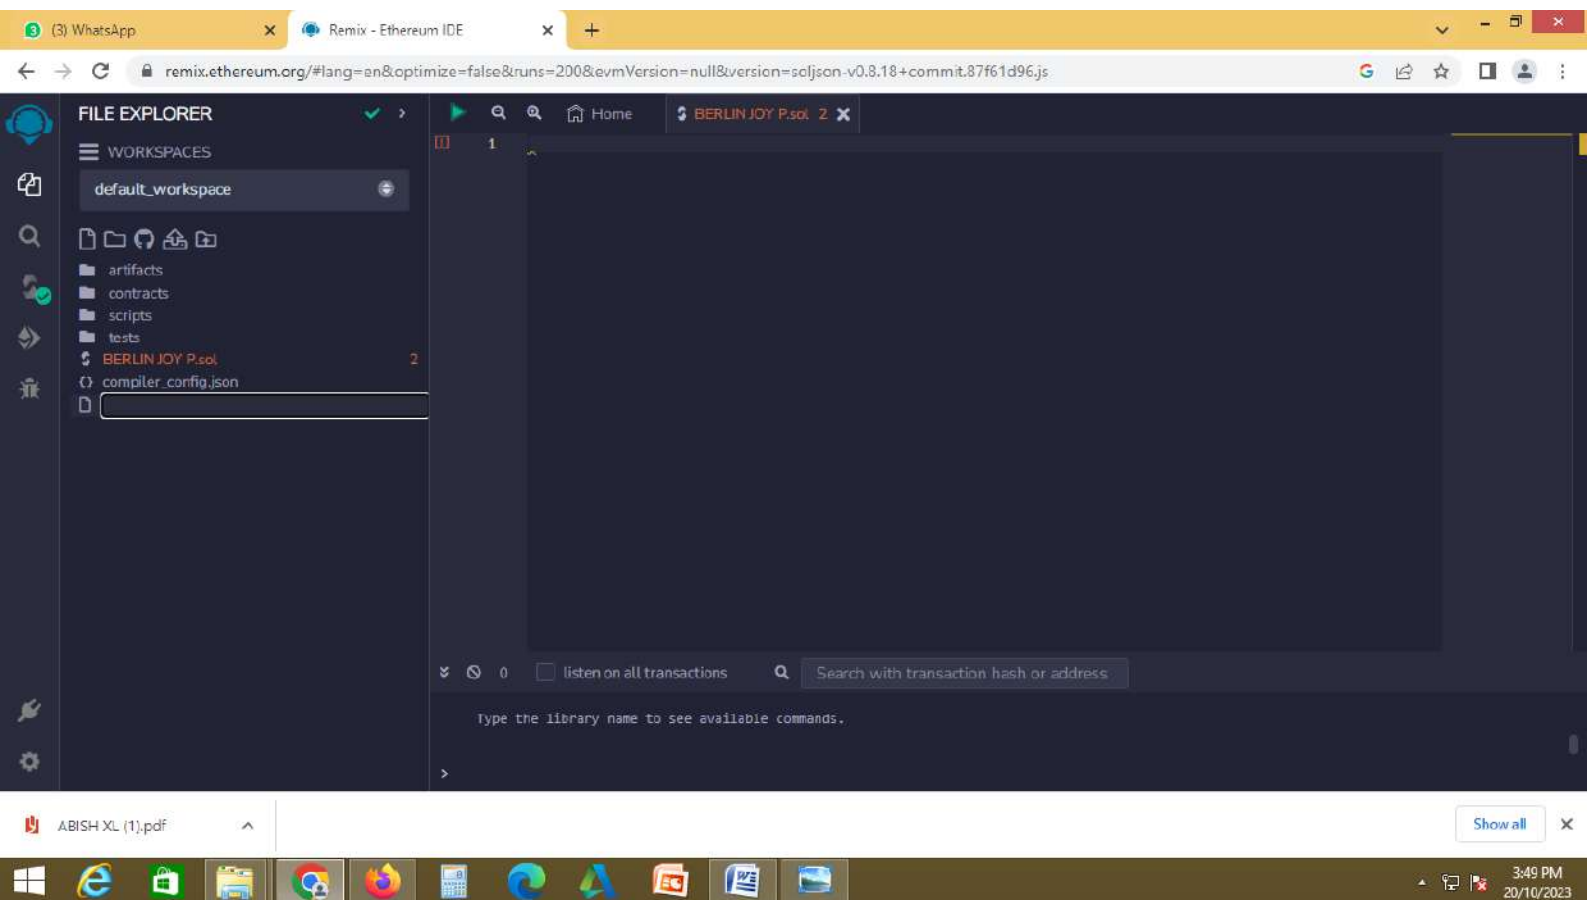 3 (3) WhatsApp
Remix - Ethereum IDE
remix.ethereum.org/#lang=en&optimize=false&runs=200&evmVersion=null&version=soljson-v0.8.18+commit.87f61d96.js
FILE EXPLORER
Home
BERLIN JOY P.sol 2
WORKSPACES
1
default_workspace
artifacts
contracts
scripts
tests
BERLIN JOY P.sol 2
compiler_config.json
0 listen on all transactions
Search with transaction hash or address
Type the library name to see available commands.
>
ABISH XL (1).pdf
Show all
3:49 PM
20/10/2023